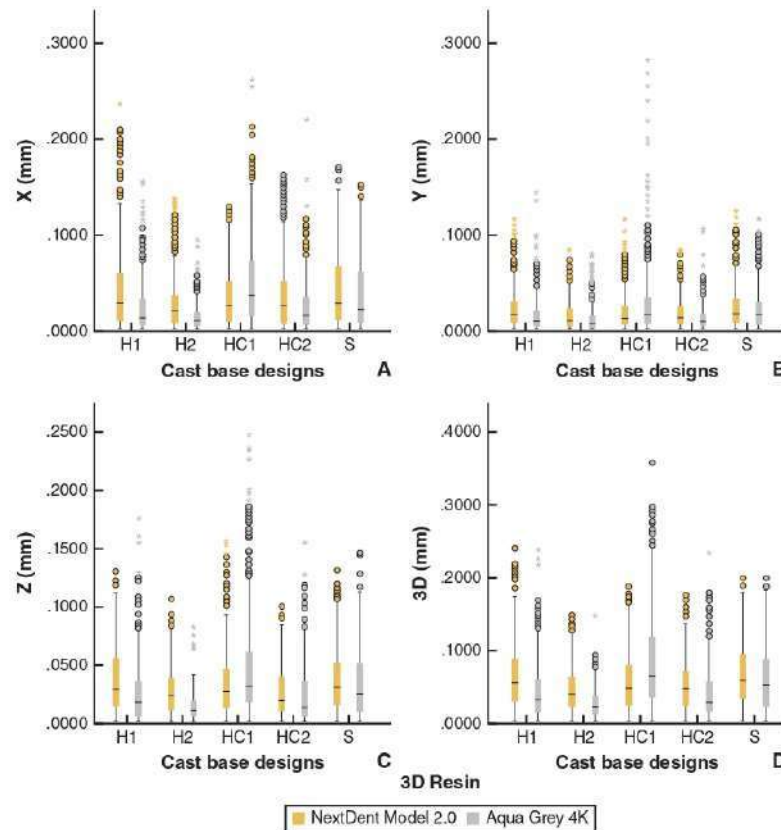 .3000
.2000
.1000
.0000
X (mm)
H1 H2 HC1 HC2 S
Cast base designs A
.3000
.2000
.1000
.0000
Y (mm)
H1 H2 HC1 HC2 S
Cast base designs B
.2500
.2000
.1500
.1000
.0500
.0000
Z (mm)
H1 H2 HC1 HC2 S
Cast base designs C
.4000
.3000
.2000
.1000
.0000
3D (mm)
H1 H2 HC1 HC2 S
Cast base designs D
3D Resin
NextDent Model 2.0 Aqua Grey 4K